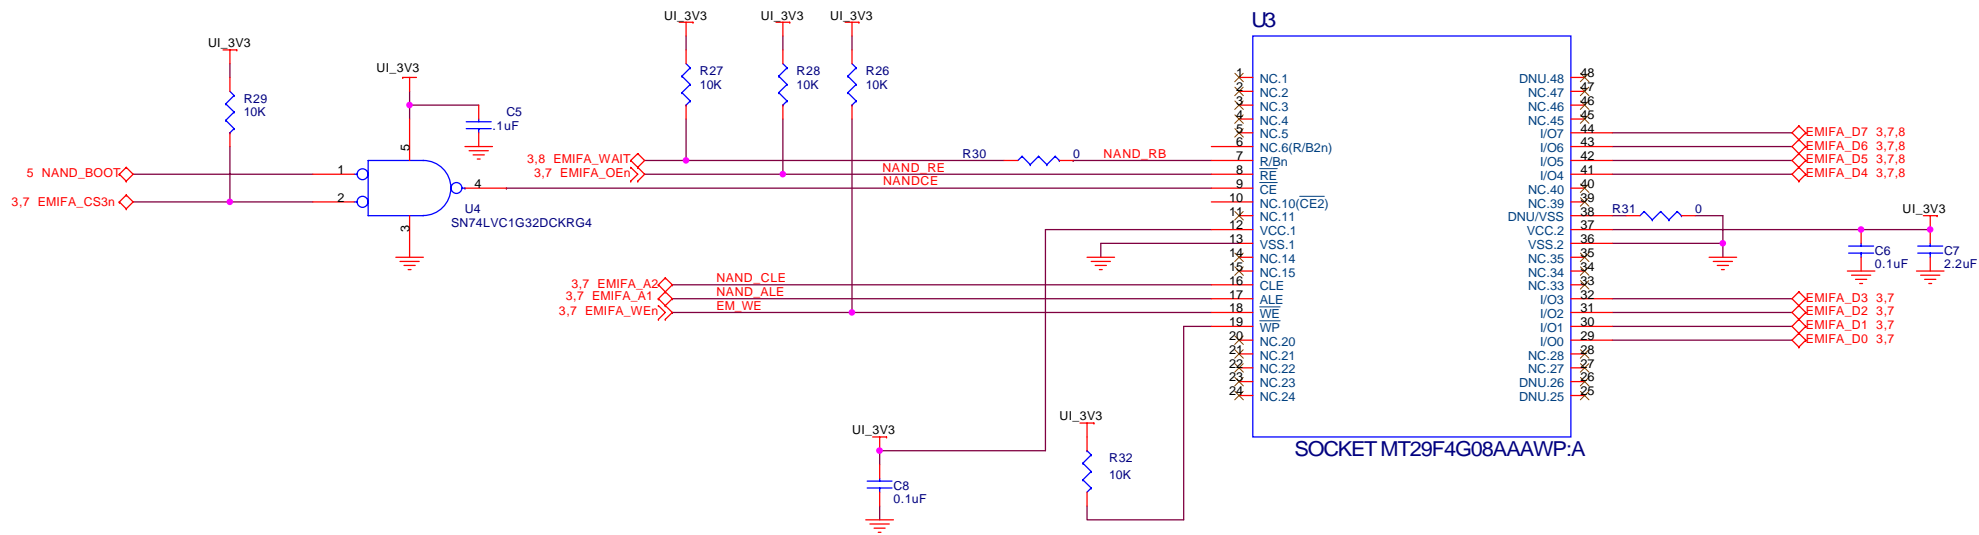 UI_3V3
R29
10K
UI_3V3
C5
.1uF
5
5 NAND_BOOT
1
3,7 EMIFA_CS3n
2
4
3
U4
SN74LVC1G32DCKRG4
UI_3V3
UI_3V3
UI_3V3
R27
10K
R28
10K
R26
10K
3,8 EMIFA_WAIT
R30
0
NAND_RB
3,7 EMIFA_OEn
NAND_RE
NANDCE
3,7 EMIFA_A2
NAND_CLE
3,7 EMIFA_A1
NAND_ALE
3,7 EMIFA_WEn
EM_WE
UI_3V3
C8
0.1uF
UI_3V3
R32
10K
U3
1 NC.1
2 NC.2
3 NC.3
4 NC.4
5 NC.5
6 NC.6(R/B2n)
7 R/Bn
8 RE
9 CE
10 NC.10(CE2)
11 NC.11
12 VCC.1
13 VSS.1
14 NC.14
15 NC.15
16 CLE
17 ALE
18 WE
19 WP
20 NC.20
21 NC.21
22 NC.22
23 NC.23
24 NC.24
DNU.48 48
NC.47 47
NC.46 46
NC.45 45
I/O7 44
I/O6 43
I/O5 42
I/O4 41
NC.40 40
NC.39 39
DNU/VSS 38
VCC.2 37
VSS.2 36
NC.35 35
NC.34 34
NC.33 33
I/O3 32
I/O2 31
I/O1 30
I/O0 29
NC.28 28
NC.27 27
DNU.26 26
DNU.25 25
SOCKET MT29F4G08AAAWP:A
EMIFA_D7 3,7,8
EMIFA_D6 3,7,8
EMIFA_D5 3,7,8
EMIFA_D4 3,7,8
R31
0
UI_3V3
C6
0.1uF
C7
2.2uF
EMIFA_D3 3,7
EMIFA_D2 3,7
EMIFA_D1 3,7
EMIFA_D0 3,7